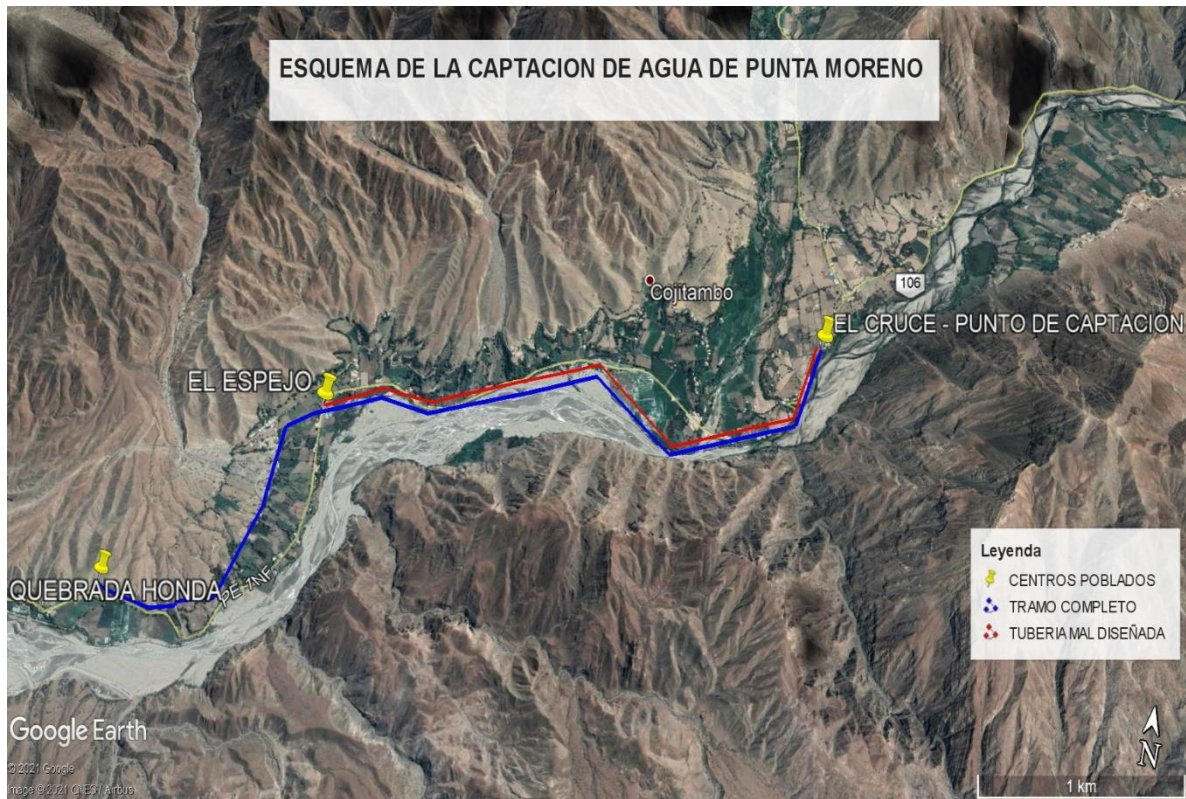 ESQUEMA DE LA CAPTACION DE AGUA DE PUNTA MORENO
106
Cojitambo
EL CRUCE - PUNTO DE CAPTACIÓN
EL ESPEJO
QUEBRADA HONDA
PE-1NF
Leyenda
CENTROS POBLADOS
TRAMO COMPLETO
TUBERIA MAL DISEÑADA
Google Earth
© 2021 Google
Image © 2021 CNES / Airbus
N
1 km